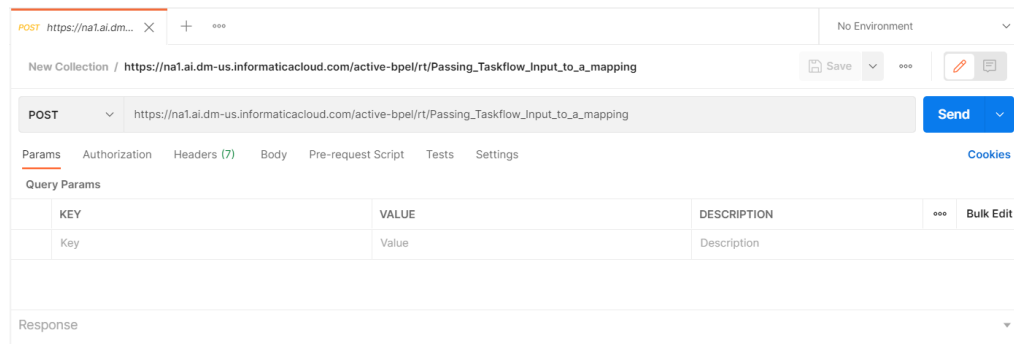 POST https://na1.ai.dm... No Environment
New Collection / https://na1.ai.dm-us.informaticacloud.com/active-bpel/rt/Passing_Taskflow_Input_to_a_mapping Save
POST https://na1.ai.dm-us.informaticacloud.com/active-bpel/rt/Passing_Taskflow_Input_to_a_mapping Send
Params Authorization Headers (7) Body Pre-request Script Tests Settings Cookies
Query Params
KEY VALUE DESCRIPTION Bulk Edit
Key Value Description
Response